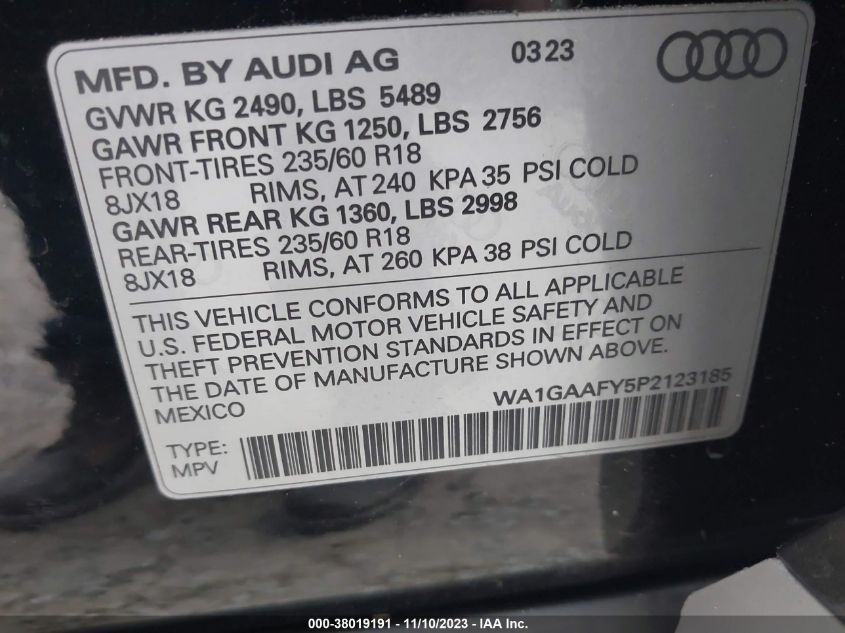 MFD. BY AUDI AG 0323
GVWR KG 2490, LBS 5489
GAWR FRONT KG 1250, LBS 2756
FRONT-TIRES 235/60 R18
8JX18 RIMS, AT 240 KPA 35 PSI COLD
GAWR REAR KG 1360, LBS 2998
REAR-TIRES 235/60 R18
8JX18 RIMS, AT 260 KPA 38 PSI COLD
THIS VEHICLE CONFORMS TO ALL APPLICABLE
U.S. FEDERAL MOTOR VEHICLE SAFETY AND
THEFT PREVENTION STANDARDS IN EFFECT ON
THE DATE OF MANUFACTURE SHOWN ABOVE.
MEXICO WA1GAAFY5P2123185
TYPE:
MPV
000-38019191 - 11/10/2023 - IAA Inc.